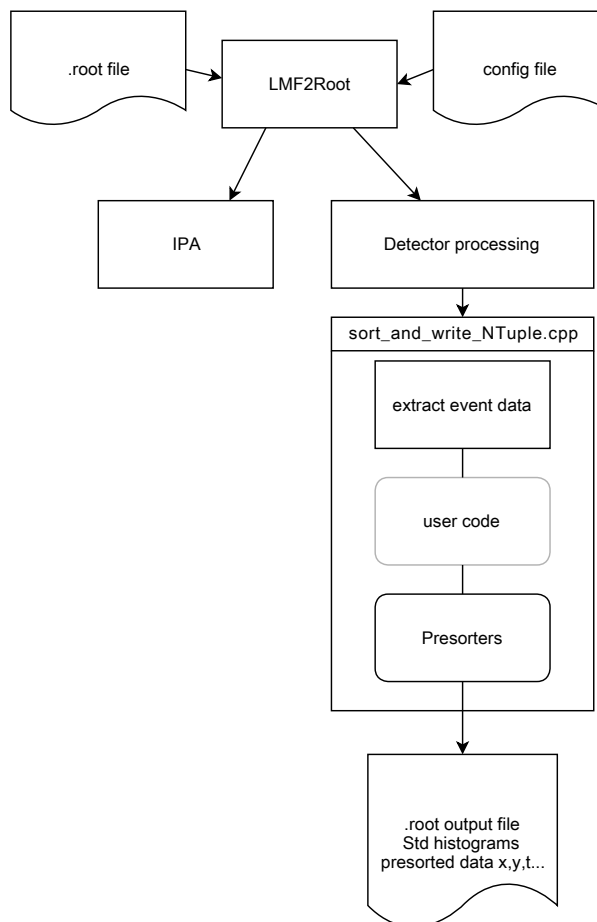 .root file
LMF2Root
config file
IPA
Detector processing
sort_and_write_NTuple.cpp
extract event data
user code
Presorters
.root output file
Std histograms
presorted data x,y,t...